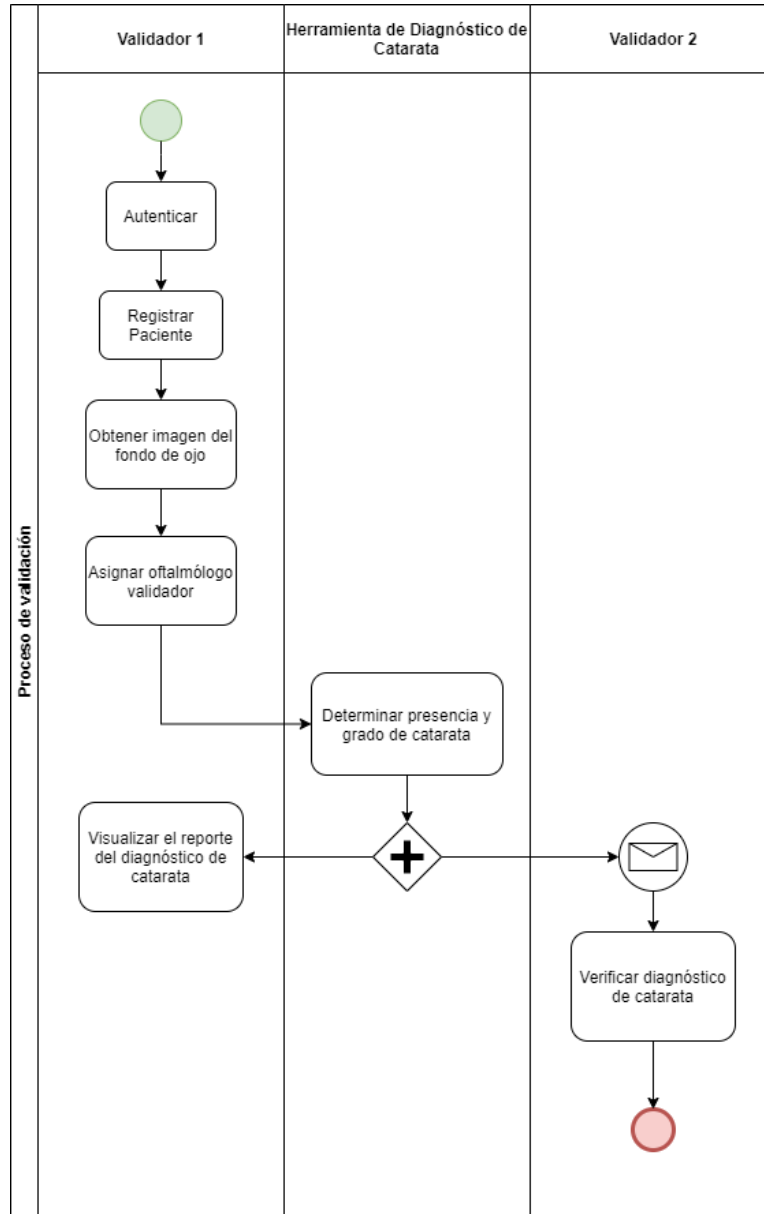 Proceso de validación
Validador 1
Herramienta de Diagnóstico de
Catarata
Validador 2
Autenticar
Registrar
Paciente
Obtener imagen del
fondo de ojo
Asignar oftalmólogo
validador
Determinar presencia y
grado de catarata
Visualizar el reporte
del diagnóstico de
catarata
Verificar diagnóstico
de catarata